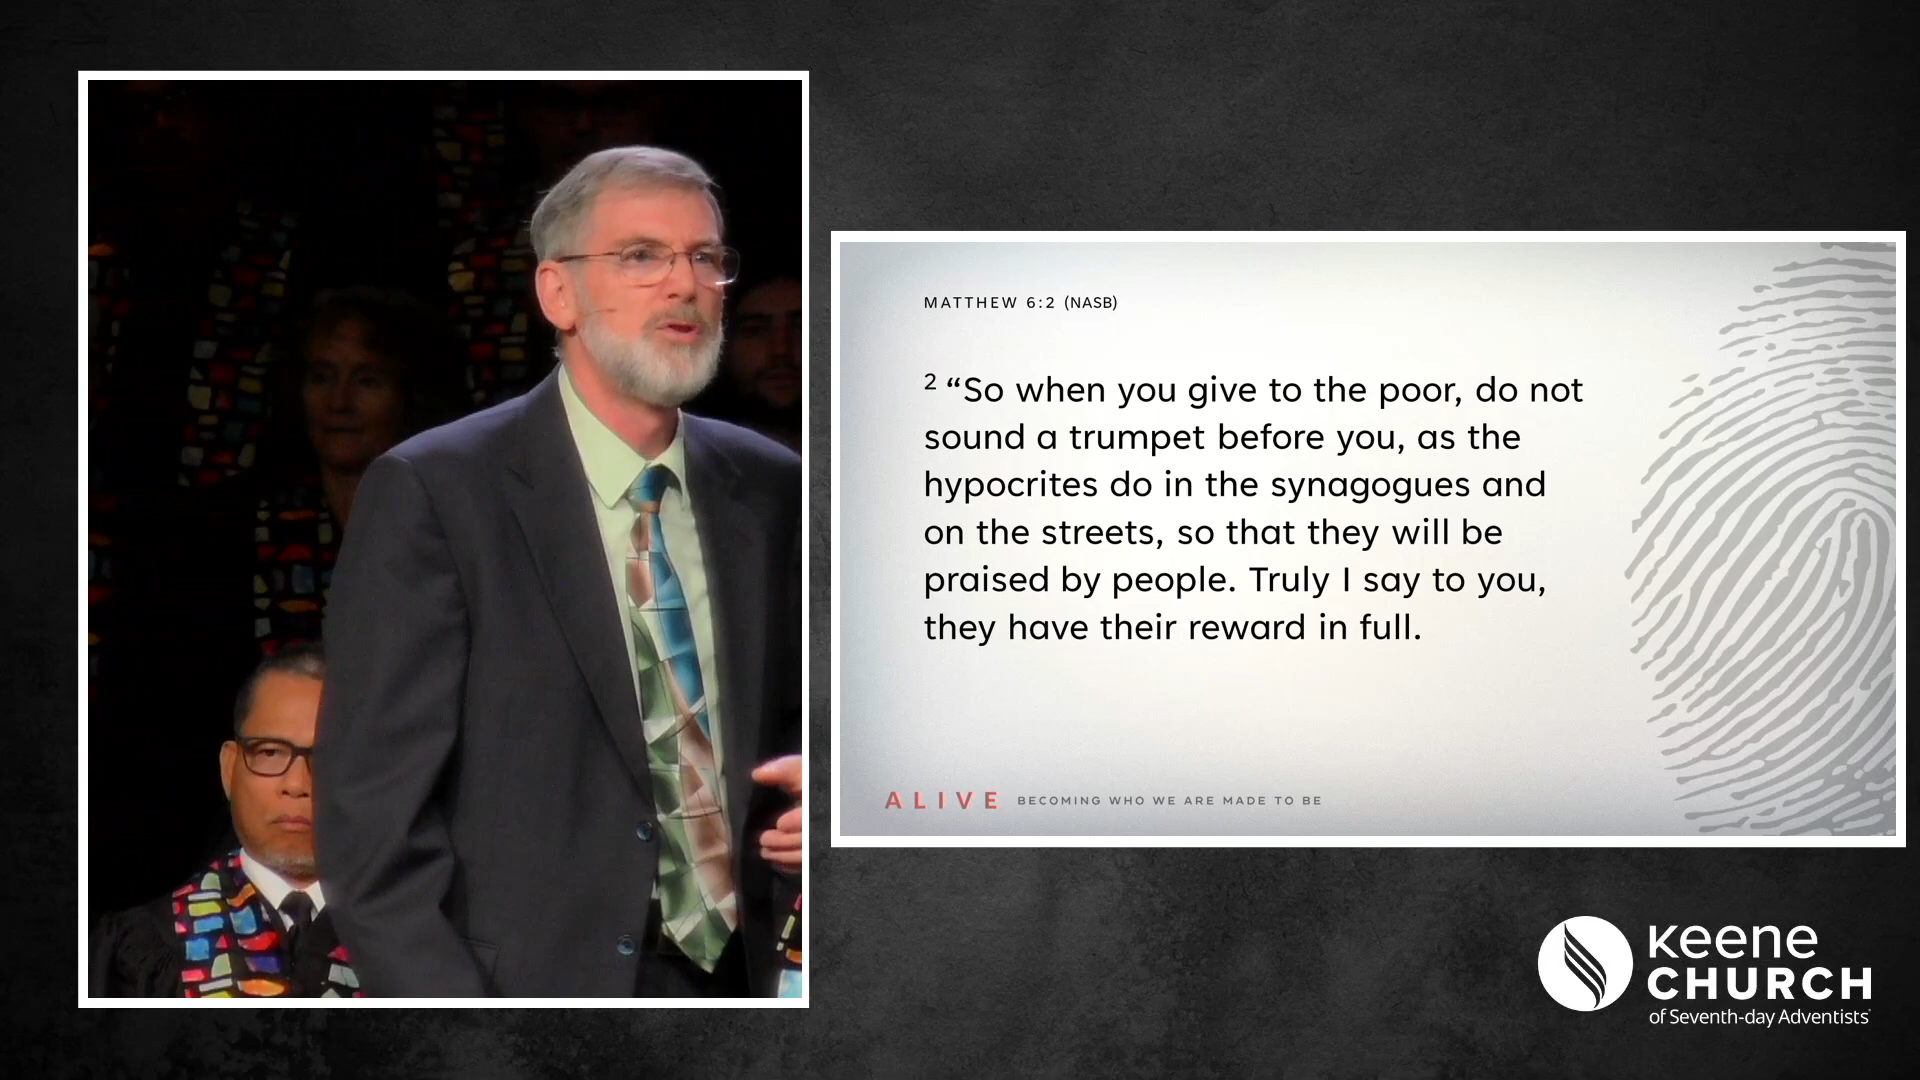 MATTHEW 6:2 (NASB)
2 “So when you give to the poor, do not
sound a trumpet before you, as the
hypocrites do in the synagogues and
on the streets, so that they will be
praised by people. Truly I say to you,
they have their reward in full.
ALIVE BECOMING WHO WE ARE MADE TO BE
Keene
CHURCH
of Seventh-day Adventists